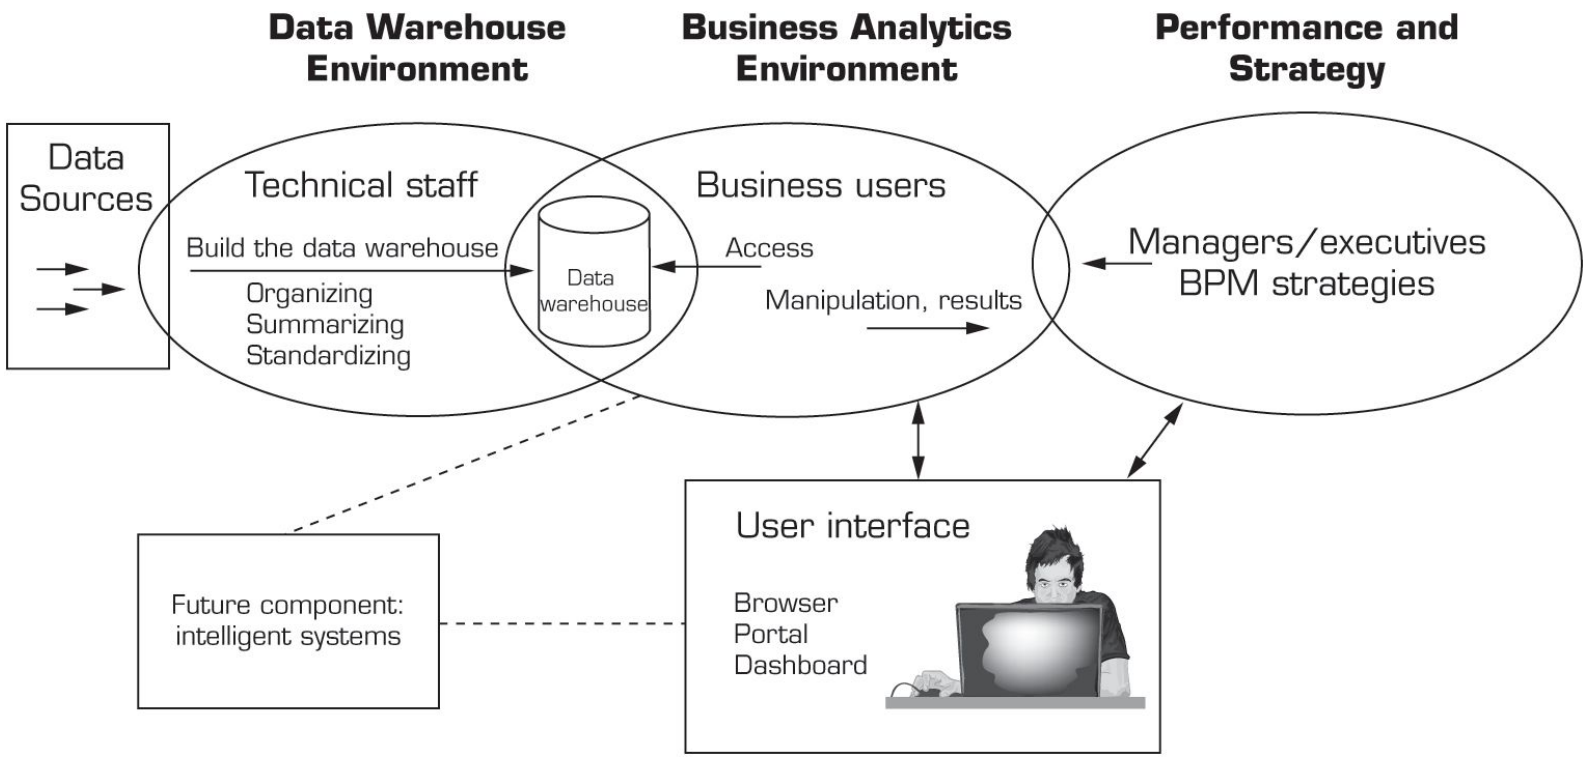 Data Warehouse
Environment
Business Analytics
Environment
Performance and
Strategy
Data
Sources
Technical staff
Build the data warehouse
Organizing
Summarizing
Standardizing
Data
warehouse
Business users
Access
Manipulation, results
Managers/executives
BPM strategies
Future component:
intelligent systems
User interface
Browser
Portal
Dashboard